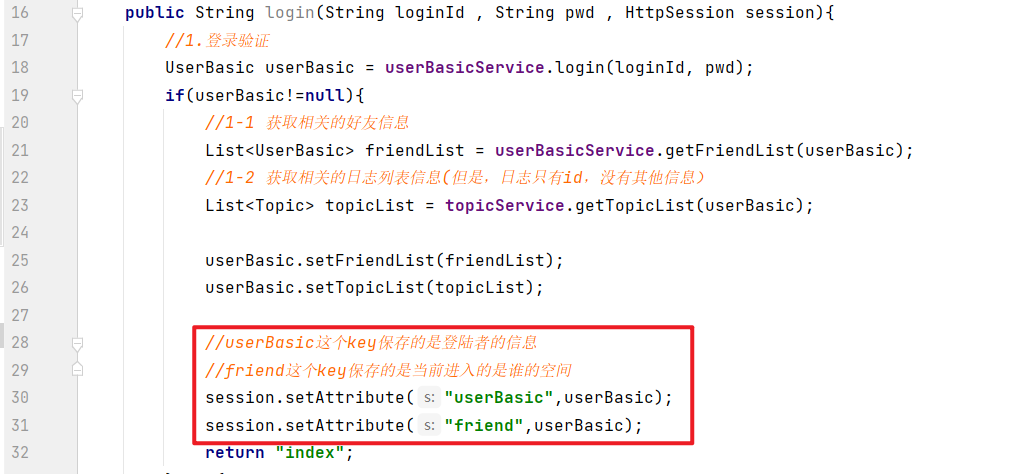 16 public String login(String loginId , String pwd , HttpSession session){
17 //1.登录验证
18 UserBasic userBasic = userBasicService.login(loginId, pwd);
19 if(userBasic!=null){
20 //1-1 获取相关的好友信息
21 List<UserBasic> friendList = userBasicService.getFriendList(userBasic);
22 //1-2 获取相关的日志列表信息(但是，日志只有id，没有其他信息）
23 List<Topic> topicList = topicService.getTopicList(userBasic);
24
25 userBasic.setFriendList(friendList);
26 userBasic.setTopicList(topicList);
27
28 //userBasic这个key保存的是登陆者的信息
29 //friend这个key保存的是当前进入的是谁的空间
30 session.setAttribute( s: "userBasic",userBasic);
31 session.setAttribute( s: "friend",userBasic);
32 return "index";